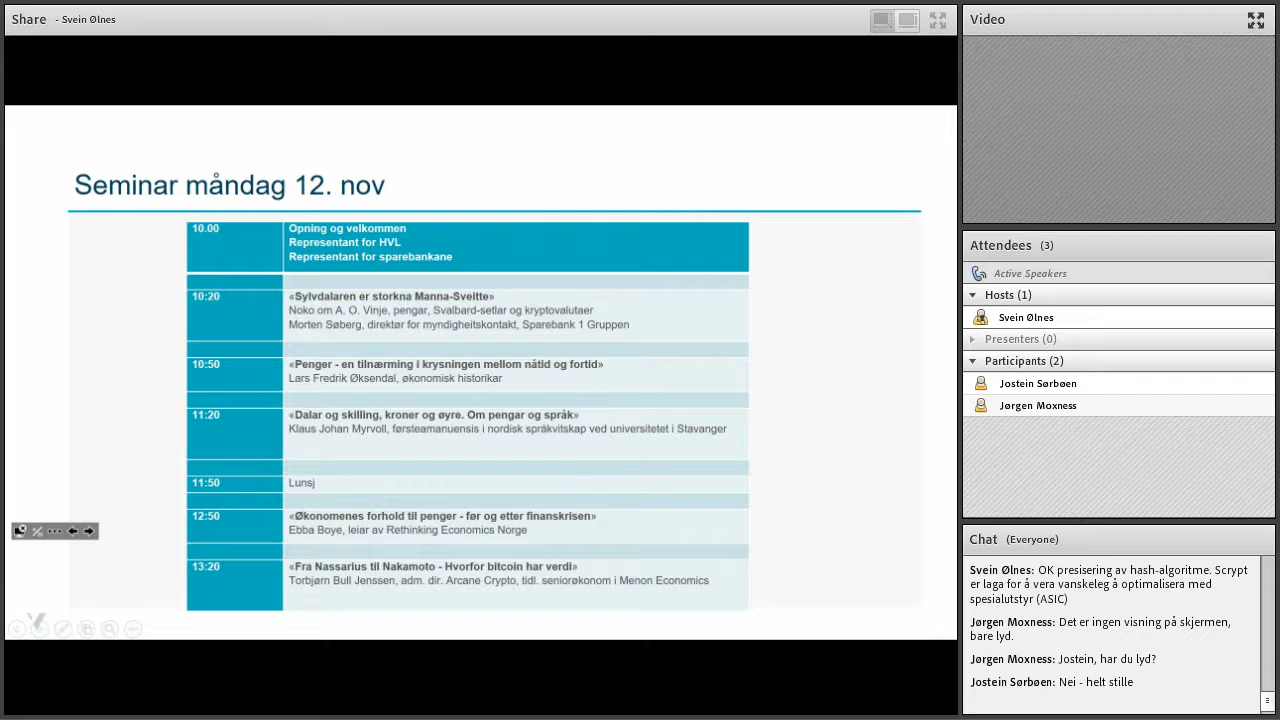 Share - Svein Ølnes
Seminar måndag 12. nov
10.00
Opning og velkommen
Representant for HVL
Representant for sparebankane
10:20
«Sylvdalaren er storkna Manna-Sveitte»
Noko om A. O. Vinje, pengar, Svalbard-setlar og kryptovalutaer
Morten Søberg, direktør for myndigheitskontakt, Sparebank 1 Gruppen
10:50
«Penger - en tilnærming i krysningen mellom nåtid og fortid»
Lars Fredrik Øksendal, økonomisk historikar
11:20
«Dalar og skilling, kroner og øyre. Om pengar og språk»
Klaus Johan Myrvoll, førsteamanuensis i nordisk språkvitskap ved universitetet i Stavanger
11:50
Lunsj
12:50
«Økonomenes forhold til penger - før og etter finanskrisen»
Ebba Boye, leiar av Rethinking Economics Norge
13:20
«Fra Nassarius til Nakamoto - Hvorfor bitcoin har verdi»
Torbjørn Bull Jenssen, adm. dir. Arcane Crypto, tidl. seniorøkonom i Menon Economics
Video
Attendees (3)
Active Speakers
Hosts (1)
Svein Ølnes
Presenters (0)
Participants (2)
Jostein Sørbøen
Jørgen Moxness
Chat (Everyone)
Svein Ølnes: OK presisering av hash-algoritme. Scrypt
er laga for å vera vanskeleg å optimalisera med
spesialutstyr (ASIC)
Jørgen Moxness: Det er ingen visning på skjermen,
bare lyd.
Jørgen Moxness: Jostein, har du lyd?
Jostein Sørbøen: Nei - helt stille